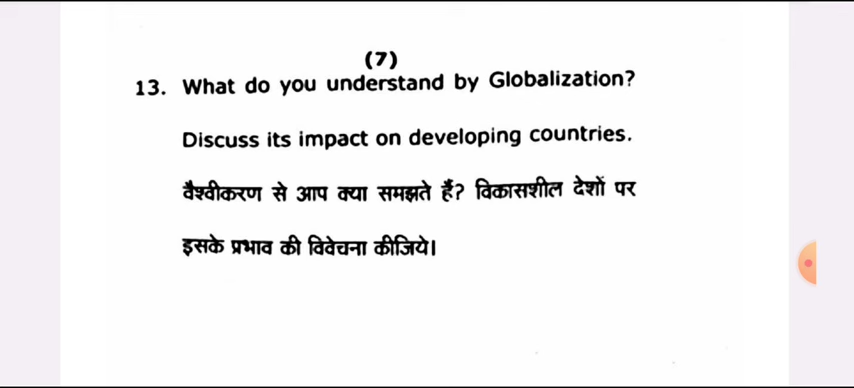 (7)
13. What do you understand by Globalization?
Discuss its impact on developing countries.
वैश्वीकरण से आप क्या समझते हैं? विकासशील देशों पर
इसके प्रभाव की विवेचना कीजिये।